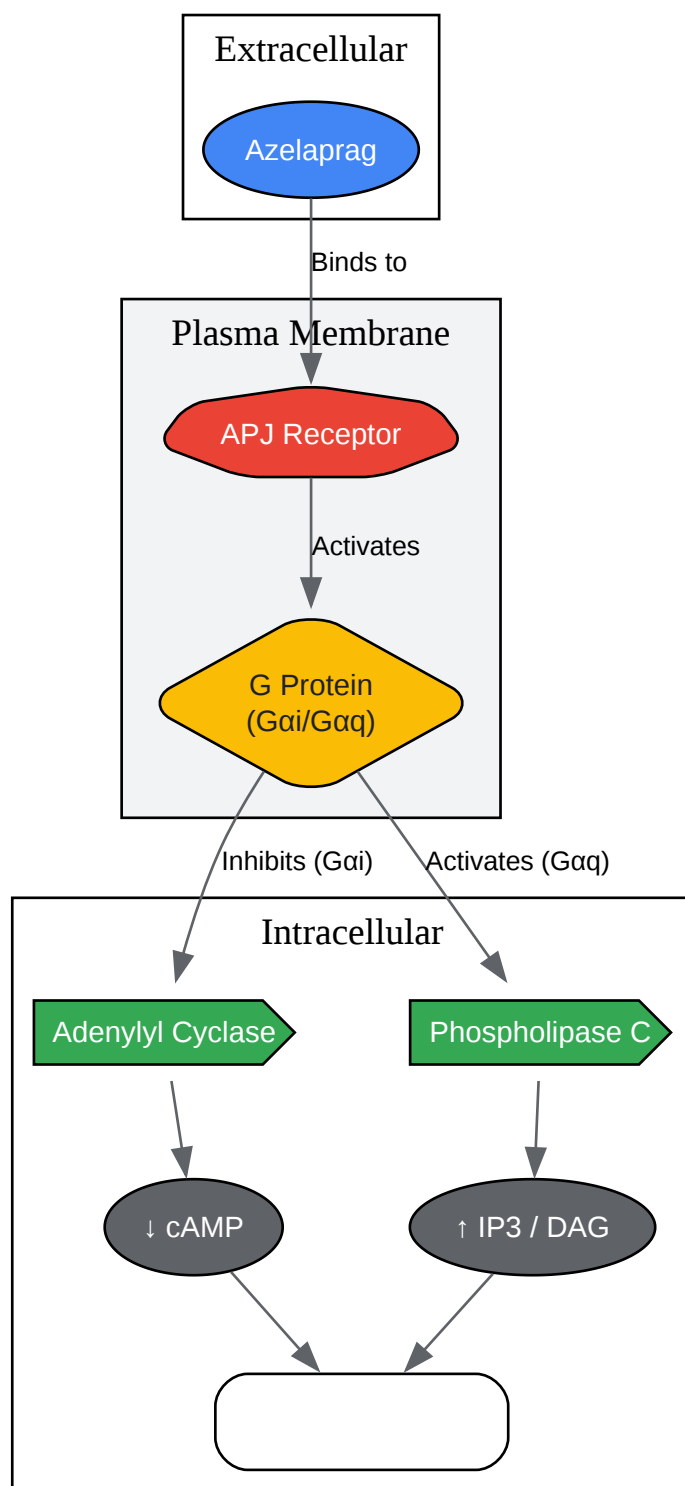 Extracellular
Azelaprag
Binds to
Plasma Membrane
APJ Receptor
Activates
G Protein
(Gαi/Gαq)
Inhibits (Gαi)
Activates (Gαq)
Intracellular
Adenylyl Cyclase
Phospholipase C
↓ cAMP
↑ IP3 / DAG